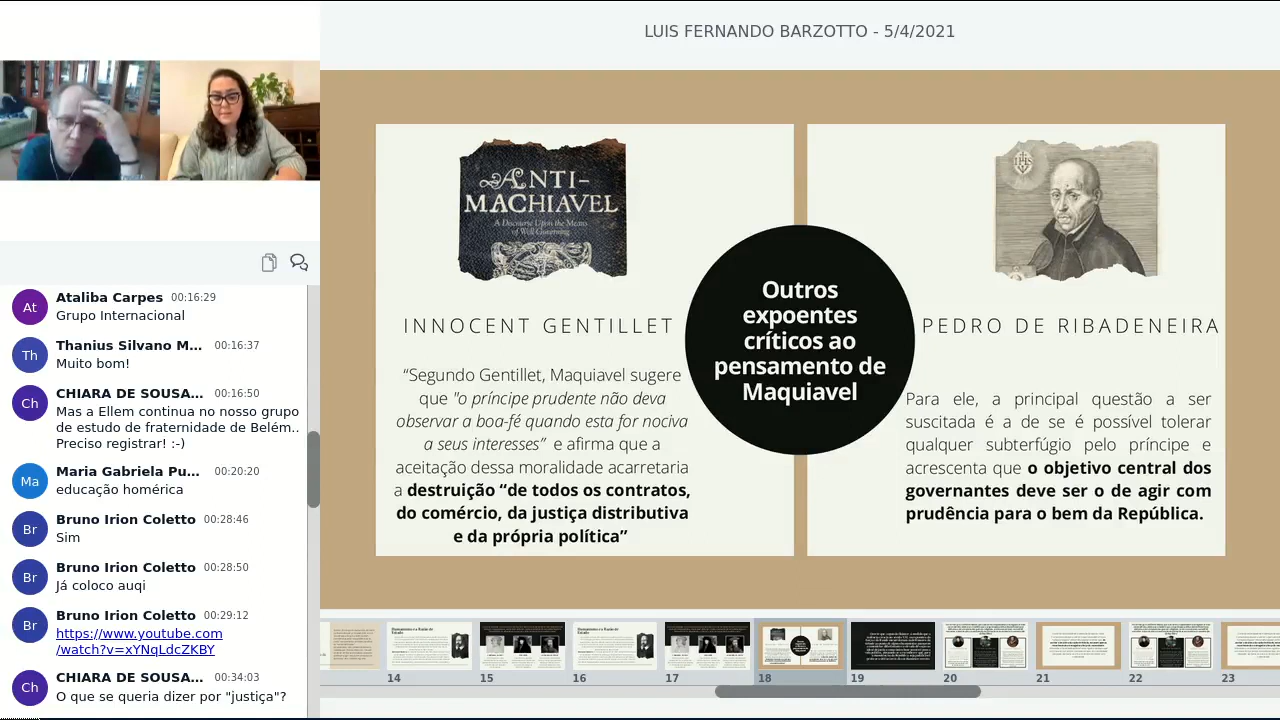 LUIS FERNANDO BARZOTTO - 5/4/2021
Ataliba Carpes 00:16:29
Grupo Internacional
Thanius Silvano M... 00:16:37
Muito bom!
CHIARA DE SOUSA... 00:16:50
Mas a Ellem continua no nosso grupo
de estudo de fraternidade de Belém..
Preciso registrar! :-)
Maria Gabriela Pu... 00:20:20
educação homérica
Bruno Irion Coletto 00:28:46
Sim
Bruno Irion Coletto 00:28:50
Já coloco auqi
Bruno Irion Coletto 00:29:12
https://www.youtube.com
/watch?v=xYNqLdcZKBY
CHIARA DE SOUSA... 00:34:03
O que se queria dizer por "justiça"?
At
Th
Ch
Ma
Br
Br
Br
Ch
ANTI-
MACHIAVEL
A Discourse Upon the Means
of Well Governing
INNOCENT GENTILLET
“Segundo Gentillet, Maquiavel sugere
que "o príncipe prudente não deva
observar a boa-fé quando esta for nociva
a seus interesses” e afirma que a
aceitação dessa moralidade acarretaria
a destruição “de todos os contratos,
do comércio, da justiça distributiva
e da própria política”
Outros
expoentes
críticos ao
pensamento de
Maquiavel
IHS
PEDRO DE RIBADENEIRA
Para ele, a principal questão a ser
suscitada é a de se é possível tolerar
qualquer subterfúgio pelo príncipe e
acrescenta que o objetivo central dos
governantes deve ser o de agir com
prudência para o bem da República.
14
15
16
17
18
19
20
21
22
23